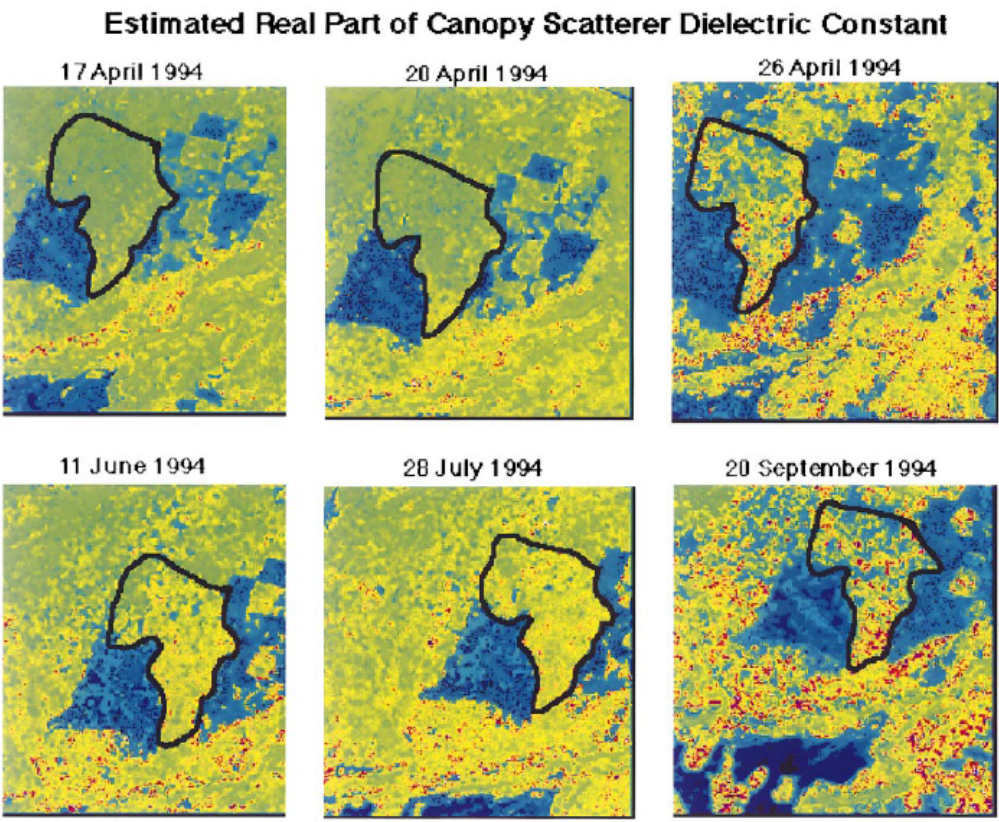 Estimated Real Part of Canopy Scatterer Dielectric Constant
17 April 1994
20 April 1994
26 April 1994
11 June 1994
28 July 1994
20 September 1994